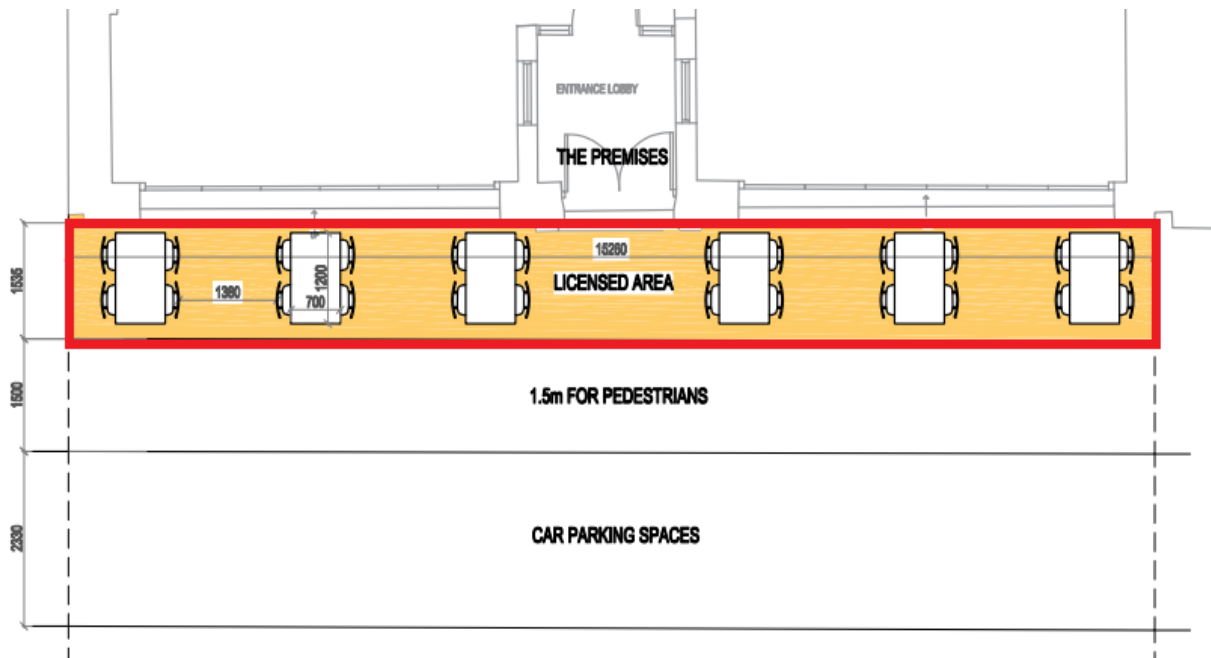 ENTRANCE LOBBY
THE PREMISES
15260
LICENSED AREA
1535
1360
1200
700
1500
1.5m FOR PEDESTRIANS
2330
CAR PARKING SPACES